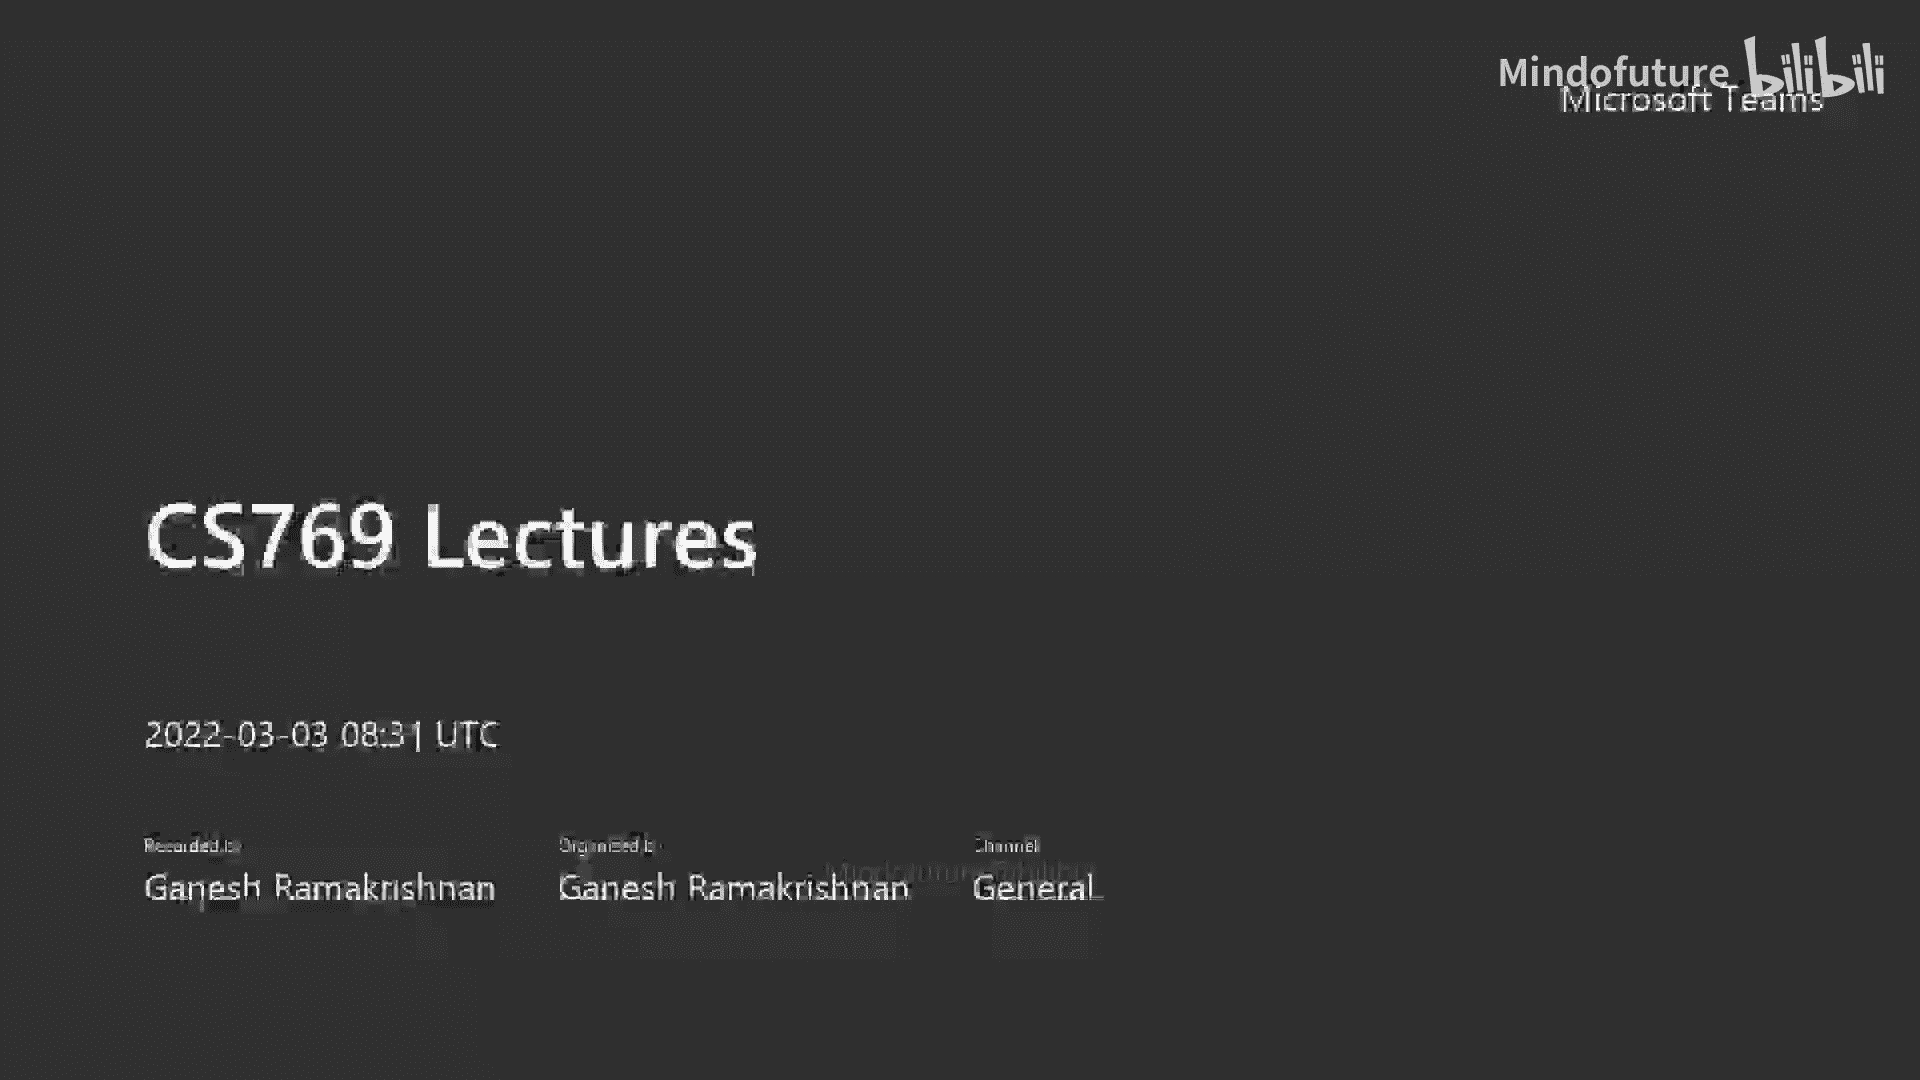 Mindofuture bilibili
Microsoft Teams
CS769 Lectures
2022-03-03 08:31 UTC
Recorded by Organized by Channel
Ganesh Ramakrishnan Ganesh Ramakrishnan General